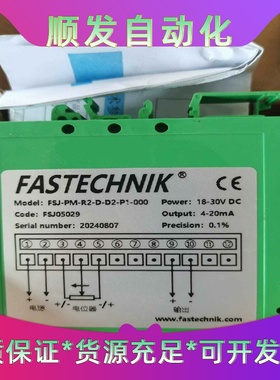 顺发自动化
FASTECHNIK®
CE
Model: FSJ-PM-R2-D-D2-P1-000
Power: 18-30V DC
Code: FSJ05029
Output: 4-20mA
Serial number: 20240807
Precision: 0.1%
① ② ③ ④ ⑤ ⑥ ⑦ ⑧ ⑨ ⑩ ⑪ ⑫
+ - +/- -/+ + -
电源 电位器 输出
www.fastechnik.com
质保证*货源充足*可开发